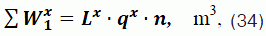 ∑ W₁ˣ = Lˣ · qˣ · n, m³. (34)